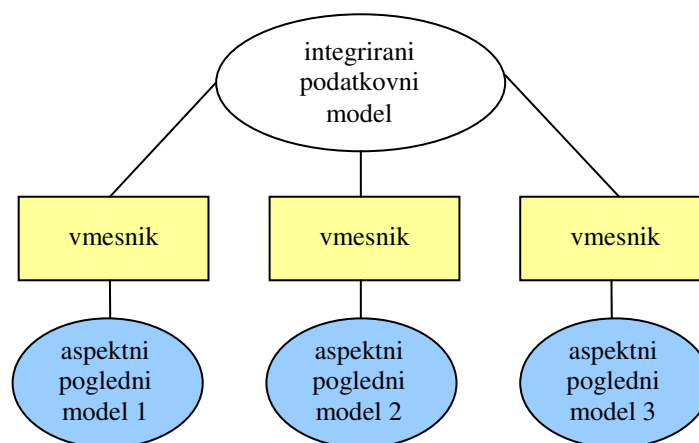 integrirani
podatkovni
model
vmesnik
vmesnik
vmesnik
aspektni
pogledni
model 1
aspektni
pogledni
model 2
aspektni
pogledni
model 3